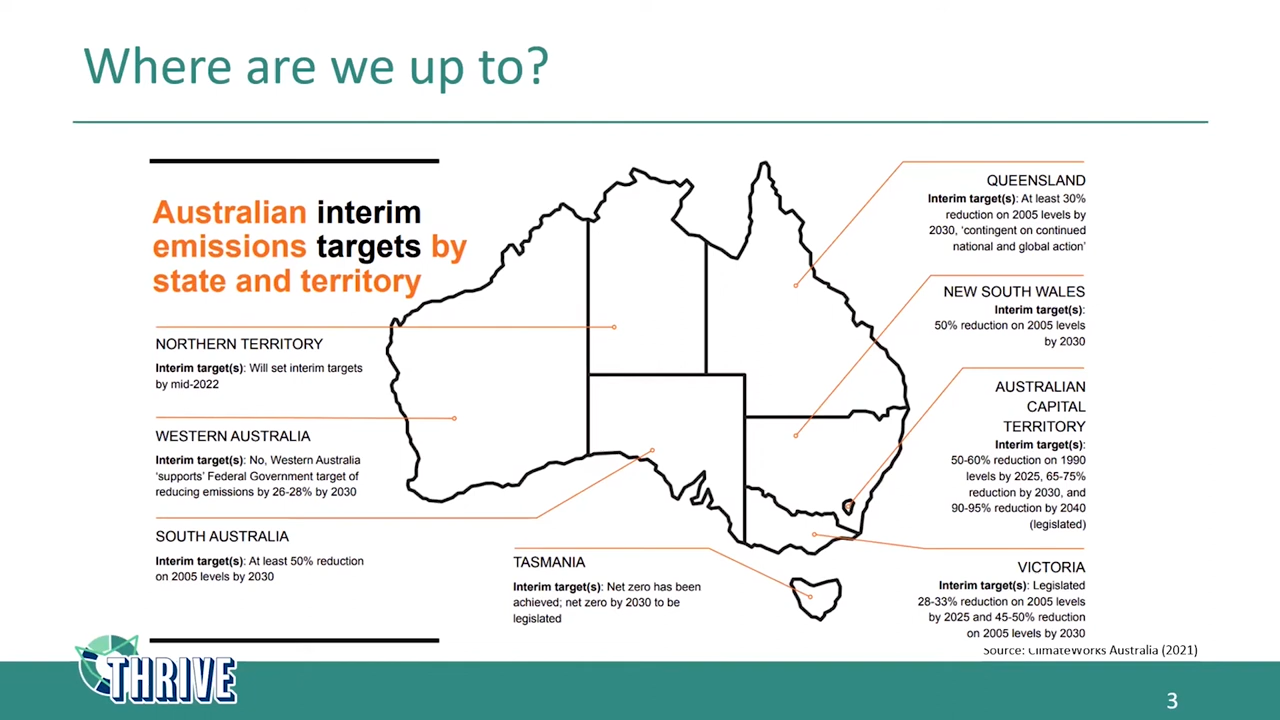 Where are we up to?
Australian interim
emissions targets by
state and territory
NORTHERN TERRITORY
Interim target(s): Will set interim targets
by mid-2022
WESTERN AUSTRALIA
Interim target(s): No, Western Australia
‘supports’ Federal Government target of
reducing emissions by 26-28% by 2030
SOUTH AUSTRALIA
Interim target(s): At least 50% reduction
on 2005 levels by 2030
TASMANIA
Interim target(s): Net zero has been
achieved; net zero by 2030 to be
legislated
QUEENSLAND
Interim target(s): At least 30%
reduction on 2005 levels by
2030, ‘contingent on continued
national and global action’
NEW SOUTH WALES
Interim target(s):
50% reduction on 2005 levels
by 2030
AUSTRALIAN
CAPITAL
TERRITORY
Interim target(s):
50-60% reduction on 1990
levels by 2025, 65-75%
reduction by 2030, and
90-95% reduction by 2040
(legislated)
VICTORIA
Interim target(s): Legislated
28-33% reduction on 2005 levels
by 2025 and 45-50% reduction
on 2005 levels by 2030
Source: ClimateWorks Australia (2021)
THRIVE
3